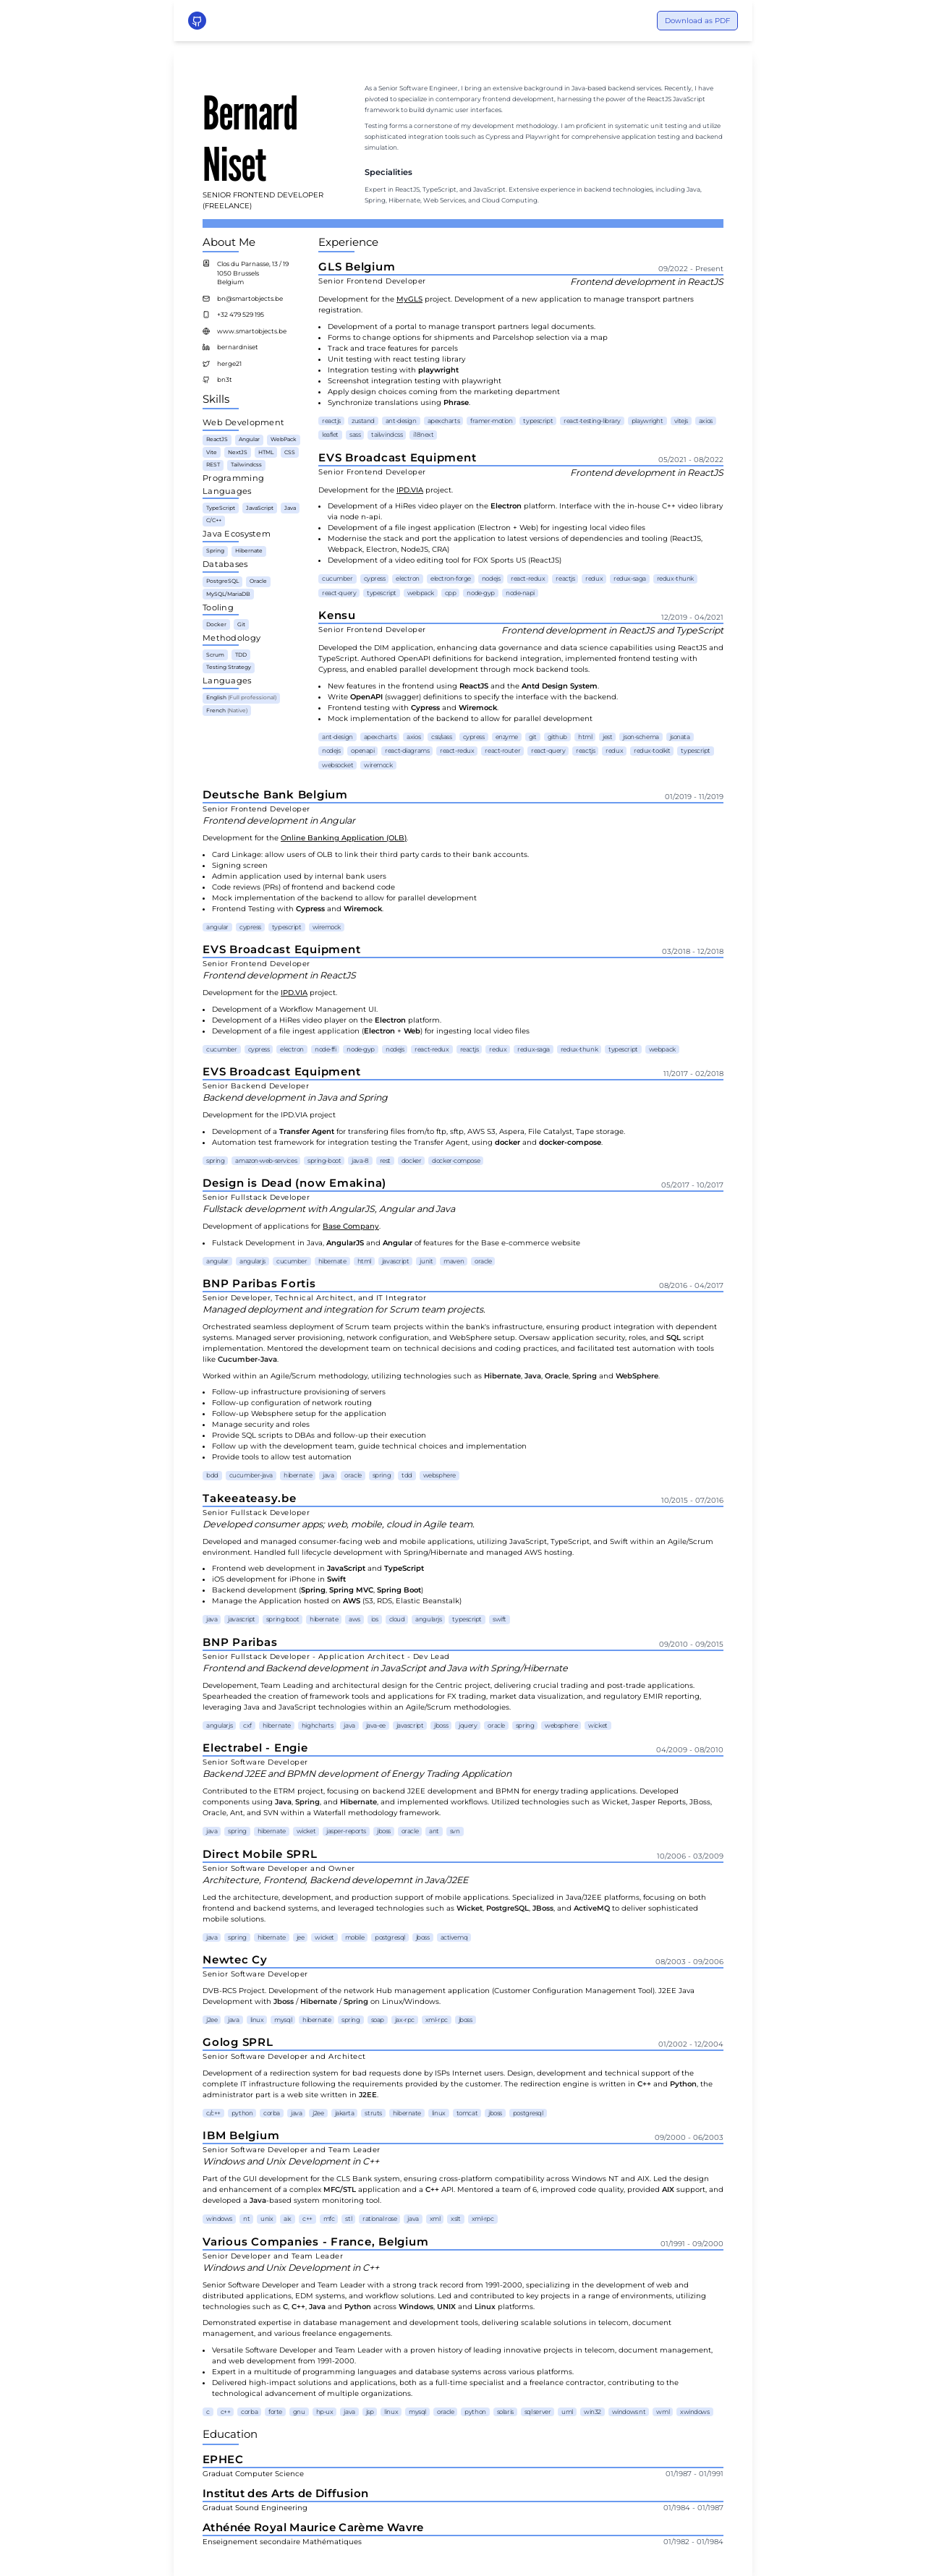 Download as PDF
Bernard
Niset
SENIOR FRONTEND DEVELOPER
(FREELANCE)
As a Senior Software Engineer, I bring an extensive background in Java-based backend services. Recently, I have
pivoted to specialize in contemporary frontend development, harnessing the power of the ReactJS JavaScript
framework to build dynamic user interfaces.
Testing forms a cornerstone of my development methodology. I am proficient in systematic unit testing and utilize
sophisticated integration tools such as Cypress and Playwright for comprehensive application testing and backend
simulation.
Specialities
Expert in ReactJS, TypeScript, and JavaScript. Extensive experience in backend technologies, including Java,
Spring, Hibernate, Web Services, and Cloud Computing.
About Me
Clos du Parnasse, 13 / 19
1050 Brussels
Belgium
bn@smartobjects.be
+32 479 529 195
www.smartobjects.be
bernardniset
herge21
bn3t
Skills
Web Development
ReactJS Angular WebPack
Vite NextJS HTML CSS
REST Tailwindcss
Programming
Languages
TypeScript JavaScript Java
C/C++
Java Ecosystem
Spring Hibernate
Databases
PostgreSQL Oracle
MySQL/MariaDB
Tooling
Docker Git
Methodology
Scrum TDD
Testing Strategy
Languages
English (Full professional)
French (Native)
Experience
GLS Belgium 09/2022 - Present
Senior Frontend Developer Frontend development in ReactJS
Development for the MyGLS project. Development of a new application to manage transport partners
registration.
• Development of a portal to manage transport partners legal documents.
• Forms to change options for shipments and Parcelshop selection via a map
• Track and trace features for parcels
• Unit testing with react testing library
• Integration testing with playwright
• Screenshot integration testing with playwright
• Apply design choices coming from the marketing department
• Synchronize translations using Phrase.
reactjs zustand ant-design apexcharts framer-motion typescript react-testing-library playwright vitejs axios
leaflet sass tailwindcss i18next
EVS Broadcast Equipment 05/2021 - 08/2022
Senior Frontend Developer Frontend development in ReactJS
Development for the IPD.VIA project.
• Development of a HiRes video player on the Electron platform. Interface with the in-house C++ video library
via node n-api.
• Development of a file ingest application (Electron + Web) for ingesting local video files
• Modernise the stack and port the application to latest versions of dependencies and tooling (ReactJS,
Webpack, Electron, NodeJS, CRA)
• Development of a video editing tool for FOX Sports US (ReactJS)
cucumber cypress electron electron-forge nodejs react-redux reactjs redux redux-saga redux-thunk
react-query typescript webpack cpp node-gyp node-napi
Kensu 12/2019 - 04/2021
Senior Frontend Developer Frontend development in ReactJS and TypeScript
Developed the DIM application, enhancing data governance and data science capabilities using ReactJS and
TypeScript. Authored OpenAPI definitions for backend integration, implemented frontend testing with
Cypress, and enabled parallel development through mock backend tools.
• New features in the frontend using ReactJS and the Antd Design System.
• Write OpenAPI (swagger) definitions to specify the interface with the backend.
• Frontend testing with Cypress and Wiremock.
• Mock implementation of the backend to allow for parallel development
ant-design apexcharts axios css/sass cypress enzyme git github html jest json-schema jsonata
nodejs openapi react-diagrams react-redux react-router react-query reactjs redux redux-toolkit typescript
websocket wiremock
Deutsche Bank Belgium 01/2019 - 11/2019
Senior Frontend Developer
Frontend development in Angular
Development for the Online Banking Application (OLB).
• Card Linkage: allow users of OLB to link their third party cards to their bank accounts.
• Signing screen
• Admin application used by internal bank users
• Code reviews (PRs) of frontend and backend code
• Mock implementation of the backend to allow for parallel development
• Frontend Testing with Cypress and Wiremock.
angular cypress typescript wiremock
EVS Broadcast Equipment 03/2018 - 12/2018
Senior Frontend Developer
Frontend development in ReactJS
Development for the IPD.VIA project.
• Development of a Workflow Management UI.
• Development of a HiRes video player on the Electron platform.
• Development of a file ingest application (Electron + Web) for ingesting local video files
cucumber cypress electron node-ffi node-gyp nodejs react-redux reactjs redux redux-saga redux-thunk typescript webpack
EVS Broadcast Equipment 11/2017 - 02/2018
Senior Backend Developer
Backend development in Java and Spring
Development for the IPD.VIA project
• Development of a Transfer Agent for transfering files from/to ftp, sftp, AWS S3, Aspera, File Catalyst, Tape storage.
• Automation test framework for integration testing the Transfer Agent, using docker and docker-compose.
spring amazon-web-services spring-boot java-8 rest docker docker-compose
Design is Dead (now Emakina) 05/2017 - 10/2017
Senior Fullstack Developer
Fullstack development with AngularJS, Angular and Java
Development of applications for Base Company.
• Fulstack Development in Java, AngularJS and Angular of features for the Base e-commerce website
angular angularjs cucumber hibernate html javascript junit maven oracle
BNP Paribas Fortis 08/2016 - 04/2017
Senior Developer, Technical Architect, and IT Integrator
Managed deployment and integration for Scrum team projects.
Orchestrated seamless deployment of Scrum team projects within the bank's infrastructure, ensuring product integration with dependent
systems. Managed server provisioning, network configuration, and WebSphere setup. Oversaw application security, roles, and SQL script
implementation. Mentored the development team on technical decisions and coding practices, and facilitated test automation with tools
like Cucumber-Java.
Worked within an Agile/Scrum methodology, utilizing technologies such as Hibernate, Java, Oracle, Spring and WebSphere.
• Follow-up infrastructure provisioning of servers
• Follow-up configuration of network routing
• Follow-up Websphere setup for the application
• Manage security and roles
• Provide SQL scripts to DBAs and follow-up their execution
• Follow up with the development team, guide technical choices and implementation
• Provide tools to allow test automation
bdd cucumber-java hibernate java oracle spring tdd websphere
Takeeateasy.be 10/2015 - 07/2016
Senior Fullstack Developer
Developed consumer apps; web, mobile, cloud in Agile team.
Developed and managed consumer-facing web and mobile applications, utilizing JavaScript, TypeScript, and Swift within an Agile/Scrum
environment. Handled full lifecycle development with Spring/Hibernate and managed AWS hosting.
• Frontend web development in JavaScript and TypeScript
• iOS development for iPhone in Swift
• Backend development (Spring, Spring MVC, Spring Boot)
• Manage the Application hosted on AWS (S3, RDS, Elastic Beanstalk)
java javascript spring boot hibernate aws ios cloud angularjs typescript swift
BNP Paribas 09/2010 - 09/2015
Senior Fullstack Developer - Application Architect - Dev Lead
Frontend and Backend development in JavaScript and Java with Spring/Hibernate
Developement, Team Leading and architectural design for the Centric project, delivering crucial trading and post-trade applications.
Spearheaded the creation of framework tools and applications for FX trading, market data visualization, and regulatory EMIR reporting,
leveraging Java and JavaScript technologies within an Agile/Scrum methodologies.
angularjs cxf hibernate highcharts java java-ee javascript jboss jquery oracle spring websphere wicket
Electrabel - Engie 04/2009 - 08/2010
Senior Software Developer
Backend J2EE and BPMN development of Energy Trading Application
Contributed to the ETRM project, focusing on backend J2EE development and BPMN for energy trading applications. Developed
components using Java, Spring, and Hibernate, and implemented workflows. Utilized technologies such as Wicket, Jasper Reports, JBoss,
Oracle, Ant, and SVN within a Waterfall methodology framework.
java spring hibernate wicket jasper-reports jboss oracle ant svn
Direct Mobile SPRL 10/2006 - 03/2009
Senior Software Developer and Owner
Architecture, Frontend, Backend developemnt in Java/J2EE
Led the architecture, development, and production support of mobile applications. Specialized in Java/J2EE platforms, focusing on both
frontend and backend systems, and leveraged technologies such as Wicket, PostgreSQL, JBoss, and ActiveMQ to deliver sophisticated
mobile solutions.
java spring hibernate jee wicket mobile postgresql jboss activemq
Newtec Cy 08/2003 - 09/2006
Senior Software Developer
DVB-RCS Project. Development of the network Hub management application (Customer Configuration Management Tool). J2EE Java
Development with Jboss / Hibernate / Spring on Linux/Windows.
j2ee java linux mysql hibernate spring soap jax-rpc xml-rpc jboss
Golog SPRL 01/2002 - 12/2004
Senior Software Developer and Architect
Development of a redirection system for bad requests done by ISPs Internet users. Design, development and technical support of the
complete IT infrastructure following the requirements provided by the customer. The redirection engine is written in C++ and Python, the
administrator part is a web site written in J2EE.
c/c++ python corba java j2ee jakarta struts hibernate linux tomcat jboss postgresql
IBM Belgium 09/2000 - 06/2003
Senior Software Developer and Team Leader
Windows and Unix Development in C++
Part of the GUI development for the CLS Bank system, ensuring cross-platform compatibility across Windows NT and AIX. Led the design
and enhancement of a complex MFC/STL application and a C++ API. Mentored a team of 6, improved code quality, provided AIX support, and
developed a Java-based system monitoring tool.
windows nt unix aix c++ mfc stl rational rose java xml xslt xml-rpc
Various Companies - France, Belgium 01/1991 - 09/2000
Senior Developer and Team Leader
Windows and Unix Development in C++
Senior Software Developer and Team Leader with a strong track record from 1991-2000, specializing in the development of web and
distributed applications, EDM systems, and workflow solutions. Led and contributed to key projects in a range of environments, utilizing
technologies such as C, C++, Java and Python across Windows, UNIX and Linux platforms.
Demonstrated expertise in database management and development tools, delivering scalable solutions in telecom, document
management, and various freelance engagements.
• Versatile Software Developer and Team Leader with a proven history of leading innovative projects in telecom, document management,
and web development from 1991-2000.
• Expert in a multitude of programming languages and database systems across various platforms.
• Delivered high-impact solutions and applications, both as a full-time specialist and a freelance contractor, contributing to the
technological advancement of multiple organizations.
c c++ corba forte gnu hp-ux java jsp linux mysql oracle python solaris sqlserver uml win32 windows nt wml xwindows
Education
EPHEC
Graduat Computer Science 01/1987 - 01/1991
Institut des Arts de Diffusion
Graduat Sound Engineering 01/1984 - 01/1987
Athénée Royal Maurice Carème Wavre
Enseignement secondaire Mathématiques 01/1982 - 01/1984